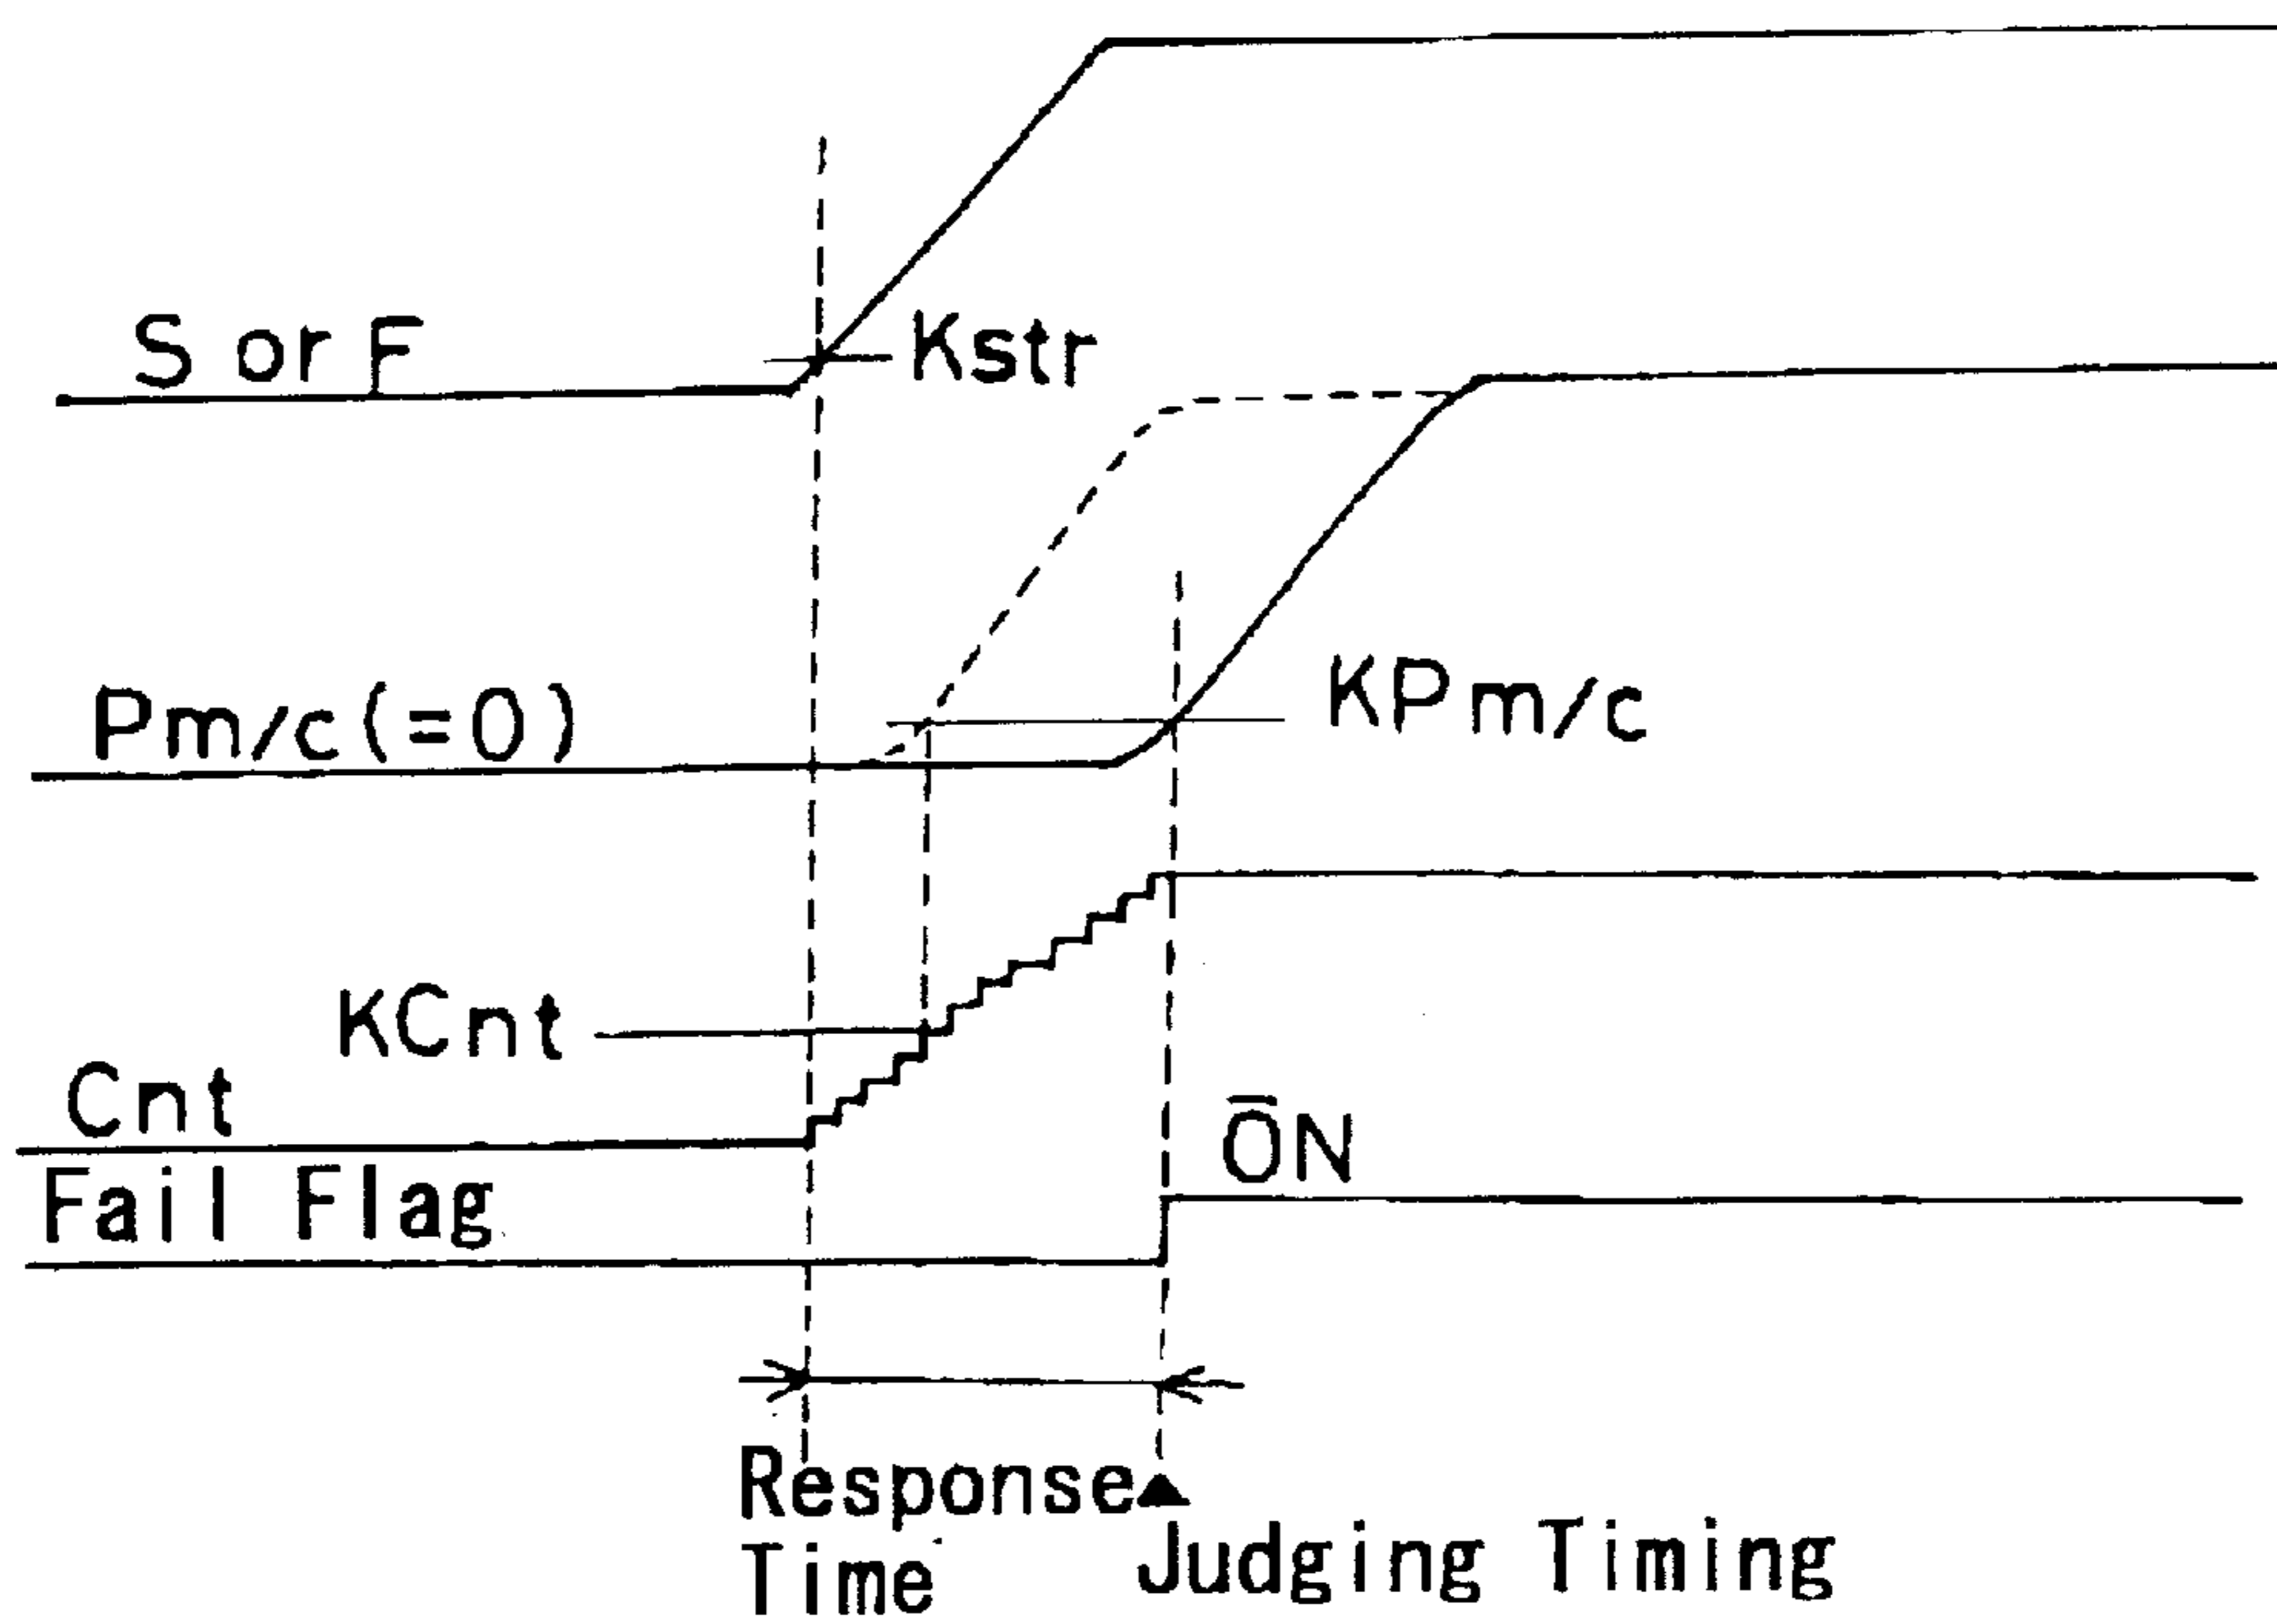 S or F
Kstr
Pm/c(=0)
KPm/c
KCnt
Cnt
ŌN
Fail Flag
Response
Time
Judging Timing